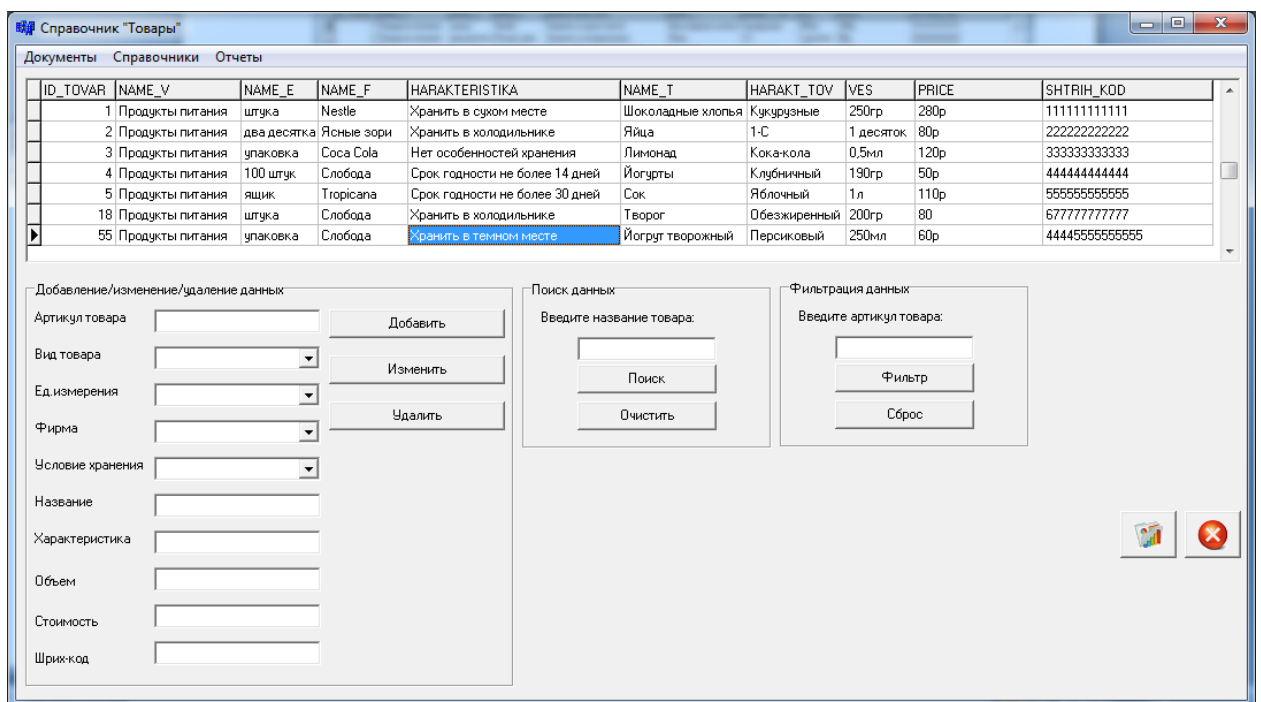 Справочник "Товары"
Документы Справочники Отчеты
ID_TOVAR NAME_V NAME_E NAME_F HARAKTERISTIKA NAME_T HARAKT_TOV VES PRICE SHTRIH_KOD
1 Продукты питания штука Nestle Хранить в сухом месте Шоколадные хлопья Кукурузные 250гр 280р 111111111111
2 Продукты питания два десятка Ясные зори Хранить в холодильнике Яйца 1-С 1 десяток 80р 222222222222
3 Продукты питания упаковка Coca Cola Нет особенностей хранения Лимонад Кока-кола 0,5мл 120р 333333333333
4 Продукты питания 100 штук Слобода Срок годности не более 14 дней Йогурты Клубничный 190гр 50р 444444444444
5 Продукты питания ящик Tropicana Срок годности не более 30 дней Сок Яблочный 1л 110р 555555555555
18 Продукты питания штука Слобода Хранить в холодильнике Творог Обезжиренный 200гр 80 677777777777
55 Продукты питания упаковка Слобода Хранить в темном месте Йогрут творожный Персиковый 250мл 60р 44445555555555
Добавление/изменение/удаление данных Поиск данных Фильтрация данных
Артикул товара Добавить Введите название товара: Введите артикул товара:
Вид товара Изменить Поиск Фильтр
Ед.измерения Удалить Очистить Сброс
Фирма
Условие хранения
Название
Характеристика
Объем
Стоимость
Шрих-код